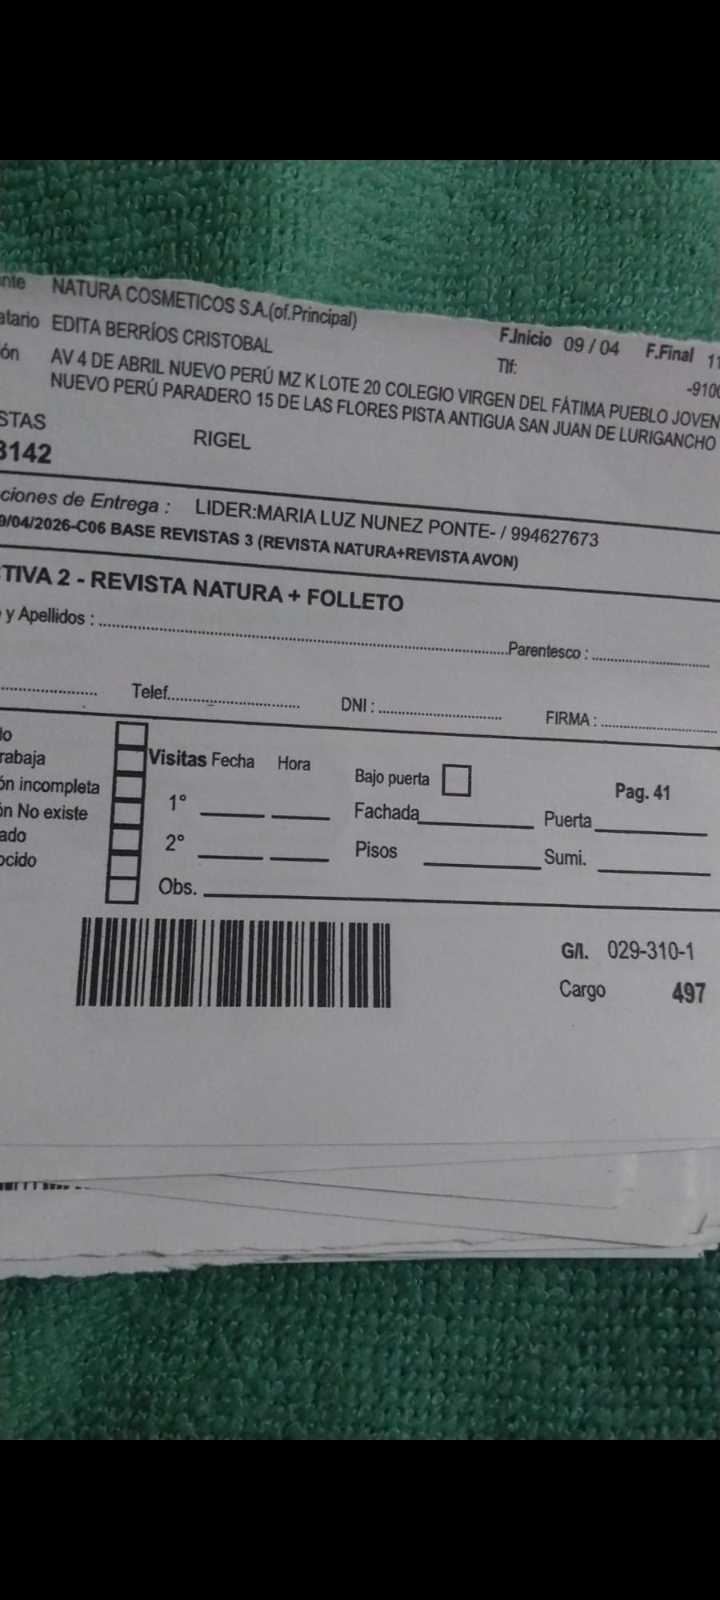 nte NATURA COSMETICOS S.A.(of.Principal)
F.Inicio 09 / 04 F.Final 11
atario EDITA BERRÍOS CRISTOBAL
Tlf: -9100
ón AV 4 DE ABRIL NUEVO PERÚ MZ K LOTE 20 COLEGIO VIRGEN DEL FÁTIMA PUEBLO JOVEN
NUEVO PERÚ PARADERO 15 DE LAS FLORES PISTA ANTIGUA SAN JUAN DE LURIGANCHO
STAS RIGEL
3142
ciones de Entrega : LIDER:MARIA LUZ NUNEZ PONTE- / 994627673
9/04/2026-C06 BASE REVISTAS 3 (REVISTA NATURA+REVISTA AVON)
TIVA 2 - REVISTA NATURA + FOLLETO
y Apellidos : Parentesco :
Telef. DNI : FIRMA :
do
rabaja Visitas Fecha Hora Bajo puerta Pag. 41
ón incompleta 1° Fachada Puerta
ón No existe
ado 2° Pisos Sumi.
ocido
Obs.
G/l. 029-310-1
Cargo 497